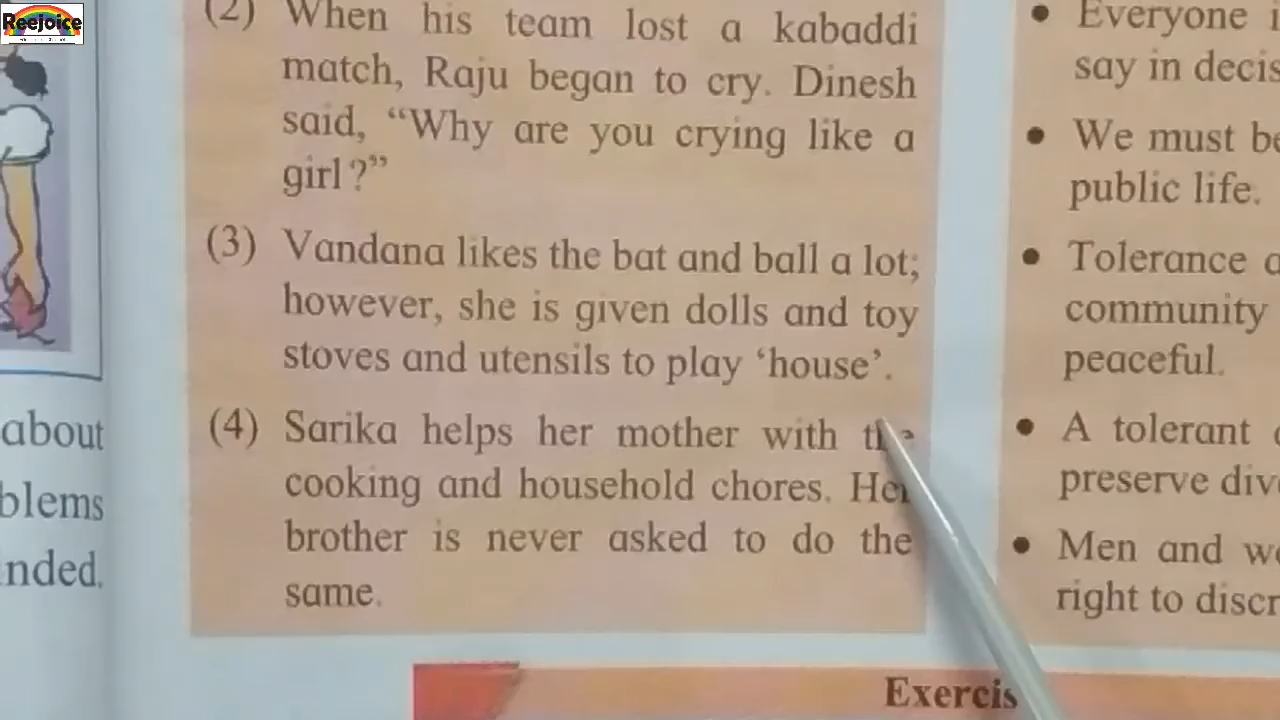 Reejoice
(2) When his team lost a kabaddi
match, Raju began to cry. Dinesh
said, “Why are you crying like a
girl?”
(3) Vandana likes the bat and ball a lot;
however, she is given dolls and toy
stoves and utensils to play ‘house’.
(4) Sarika helps her mother with the
cooking and household chores. Her
brother is never asked to do the
same.
about
blems
nded.
• Everyone i
say in decis
• We must be
public life.
• Tolerance a
community
peaceful.
• A tolerant
preserve dive
• Men and wo
right to discr
Exercis